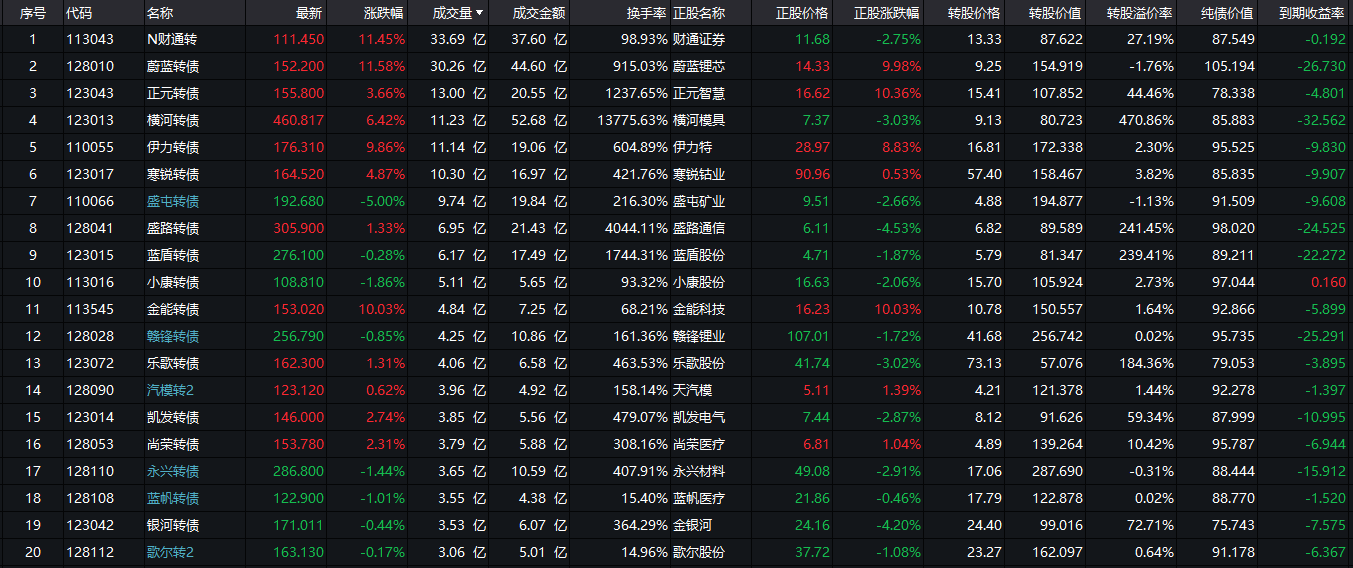 序号 代码 名称 最新 涨跌幅 成交量▼ 成交金额 换手率 正股名称 正股价格 正股涨跌幅 转股价格 转股价值 转股溢价率 纯债价值 到期收益率
1 113043 N财通转 111.450 11.45% 33.69 亿 37.60 亿 98.93% 财通证券 11.68 -2.75% 13.33 87.622 27.19% 87.549 -0.192
2 128010 蔚蓝转债 152.200 11.58% 30.26 亿 44.60 亿 915.03% 蔚蓝锂芯 14.33 9.98% 9.25 154.919 -1.76% 105.194 -26.730
3 123043 正元转债 155.800 3.66% 13.00 亿 20.55 亿 1237.65% 正元智慧 16.62 10.36% 15.41 107.852 44.46% 78.338 -4.801
4 123013 横河转债 460.817 6.42% 11.23 亿 52.68 亿 13775.63% 横河模具 7.37 -3.03% 9.13 80.723 470.86% 85.883 -32.562
5 110055 伊力转债 176.310 9.86% 11.14 亿 19.06 亿 604.89% 伊力特 28.97 8.83% 16.81 172.338 2.30% 95.525 -9.830
6 123017 寒锐转债 164.520 4.87% 10.30 亿 16.97 亿 421.76% 寒锐钴业 90.96 0.53% 57.40 158.467 3.82% 85.835 -9.907
7 110066 盛屯转债 192.680 -5.00% 9.74 亿 19.84 亿 216.30% 盛屯矿业 9.51 -2.66% 4.88 194.877 -1.13% 91.509 -9.608
8 128041 盛路转债 305.900 1.33% 6.95 亿 21.43 亿 4044.11% 盛路通信 6.11 -4.53% 6.82 89.589 241.45% 98.020 -24.525
9 123015 蓝盾转债 276.100 -0.28% 6.17 亿 17.49 亿 1744.31% 蓝盾股份 4.71 -1.87% 5.79 81.347 239.41% 89.211 -22.272
10 113016 小康转债 108.810 -1.86% 5.11 亿 5.65 亿 93.32% 小康股份 16.63 -2.06% 15.70 105.924 2.73% 97.044 0.160
11 113545 金能转债 153.020 10.03% 4.84 亿 7.25 亿 68.21% 金能科技 16.23 10.03% 10.78 150.557 1.64% 92.866 -5.899
12 128028 赣锋转债 256.790 -0.85% 4.25 亿 10.86 亿 161.36% 赣锋锂业 107.01 -1.72% 41.68 256.742 0.02% 95.735 -25.291
13 123072 乐歌转债 162.300 1.31% 4.06 亿 6.58 亿 463.53% 乐歌股份 41.74 -3.02% 73.13 57.076 184.36% 79.053 -3.895
14 128090 汽模转2 123.120 0.62% 3.96 亿 4.92 亿 158.14% 天汽模 5.11 1.39% 4.21 121.378 1.44% 92.278 -1.397
15 123014 凯发转债 146.000 2.74% 3.85 亿 5.56 亿 479.07% 凯发电气 7.44 -2.87% 8.12 91.626 59.34% 87.999 -10.995
16 128053 尚荣转债 153.780 2.31% 3.79 亿 5.88 亿 308.16% 尚荣医疗 6.81 1.04% 4.89 139.264 10.42% 95.787 -6.944
17 128110 永兴转债 286.800 -1.44% 3.65 亿 10.59 亿 407.91% 永兴材料 49.08 -2.91% 17.06 287.690 -0.31% 88.444 -15.912
18 128108 蓝帆转债 122.900 -1.01% 3.55 亿 4.38 亿 15.40% 蓝帆医疗 21.86 -0.46% 17.79 122.878 0.02% 88.770 -1.520
19 123042 银河转债 171.011 -0.44% 3.53 亿 6.07 亿 364.29% 金银河 24.16 -4.20% 24.40 99.016 72.71% 75.743 -7.575
20 128112 歌尔转2 163.130 -0.17% 3.06 亿 5.01 亿 14.96% 歌尔股份 37.72 -1.08% 23.27 162.097 0.64% 91.178 -6.367